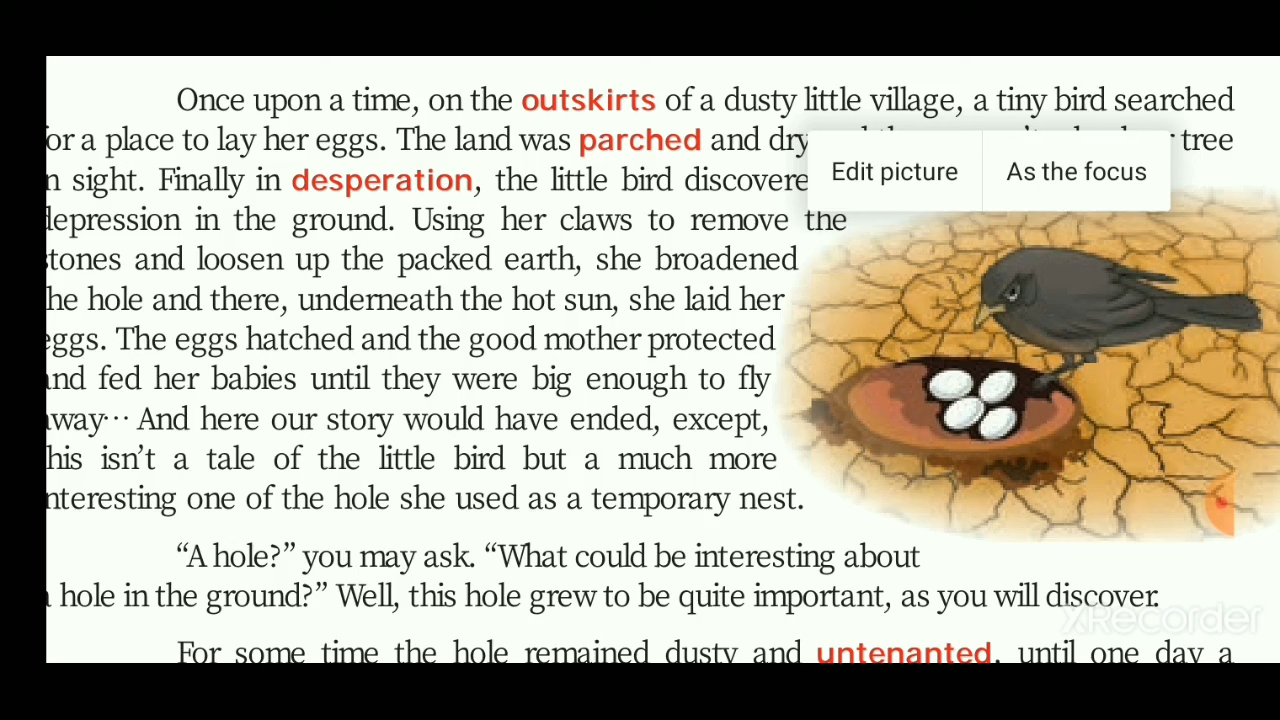 Once upon a time, on the outskirts of a dusty little village, a tiny bird searched
or a place to lay her eggs. The land was parched and dry tree
n sight. Finally in desperation, the little bird discovere
depression in the ground. Using her claws to remove the
stones and loosen up the packed earth, she broadened
he hole and there, underneath the hot sun, she laid her
eggs. The eggs hatched and the good mother protected
and fed her babies until they were big enough to fly
away… And here our story would have ended, except,
his isn't a tale of the little bird but a much more
nteresting one of the hole she used as a temporary nest.
Edit picture As the focus
“A hole?” you may ask. “What could be interesting about
a hole in the ground?” Well, this hole grew to be quite important, as you will discover.
XRecorder
For some time the hole remained dusty and untenanted, until one day a